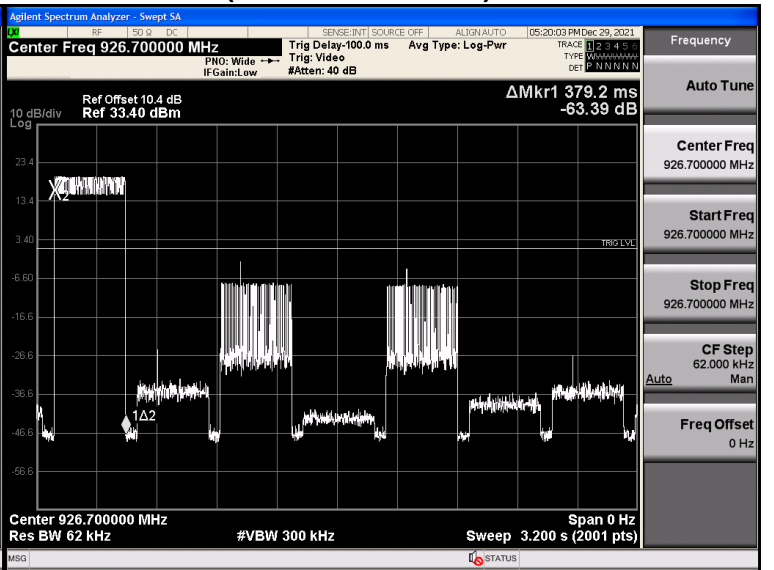 Agilent Spectrum Analyzer - Swept SA
LXI RF 50 Ω DC SENSE:INT SOURCE OFF ALIGN AUTO 05:20:03 PM Dec 29, 2021
Center Freq 926.700000 MHz
PNO: Wide
IFGain:Low
Trig Delay-100.0 ms
Trig: Video
#Atten: 40 dB
Avg Type: Log-Pwr
TRACE 1 2 3 4 5 6
TYPE
DET P N N N N N
Frequency
Auto Tune
Center Freq
926.700000 MHz
Start Freq
926.700000 MHz
Stop Freq
926.700000 MHz
CF Step
62.000 kHz
Auto Man
Freq Offset
0 Hz
ΔMkr1 379.2 ms
-63.39 dB
Ref Offset 10.4 dB
10 dB/div Ref 33.40 dBm
Log
23.4
13.4
3.40
-6.60
-16.6
-26.6
-36.6
-46.6
-56.6
X2
TRIG LVL
1Δ2
Center 926.700000 MHz Span 0 Hz
Res BW 62 kHz #VBW 300 kHz Sweep 3.200 s (2001 pts)
MSG STATUS